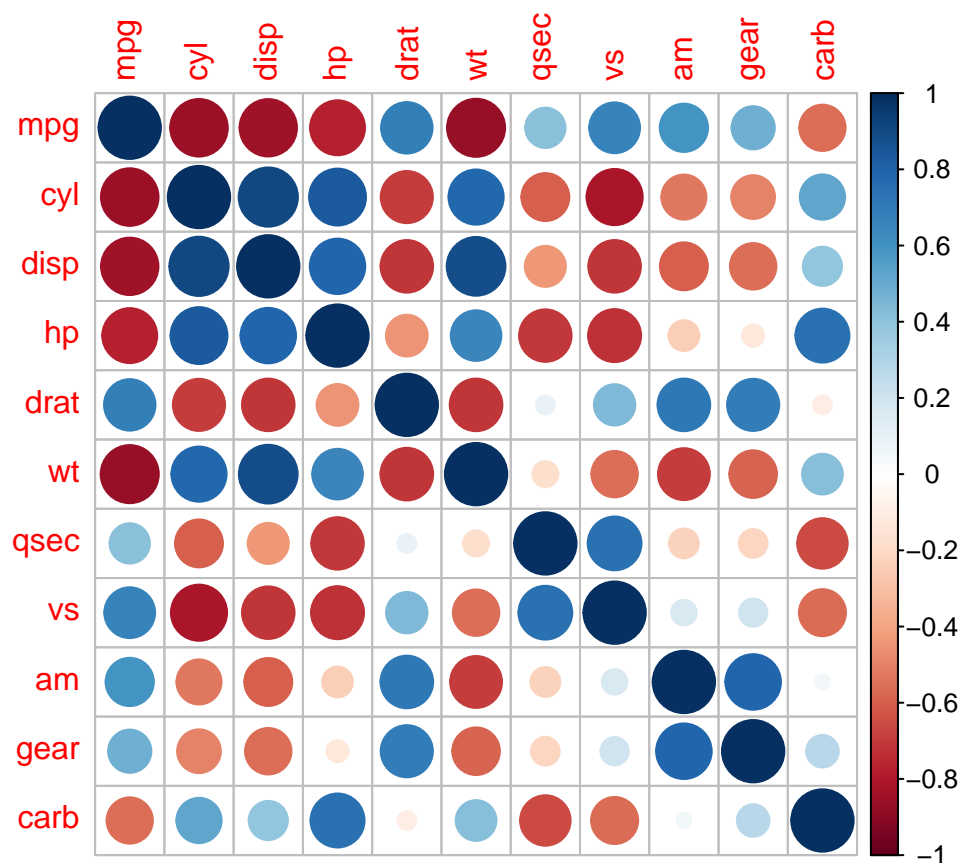 mpg cyl disp hp drat wt qsec vs am gear carb
mpg
cyl
disp
hp
drat
wt
qsec
vs
am
gear
carb
1
0.8
0.6
0.4
0.2
0
−0.2
−0.4
−0.6
−0.8
−1